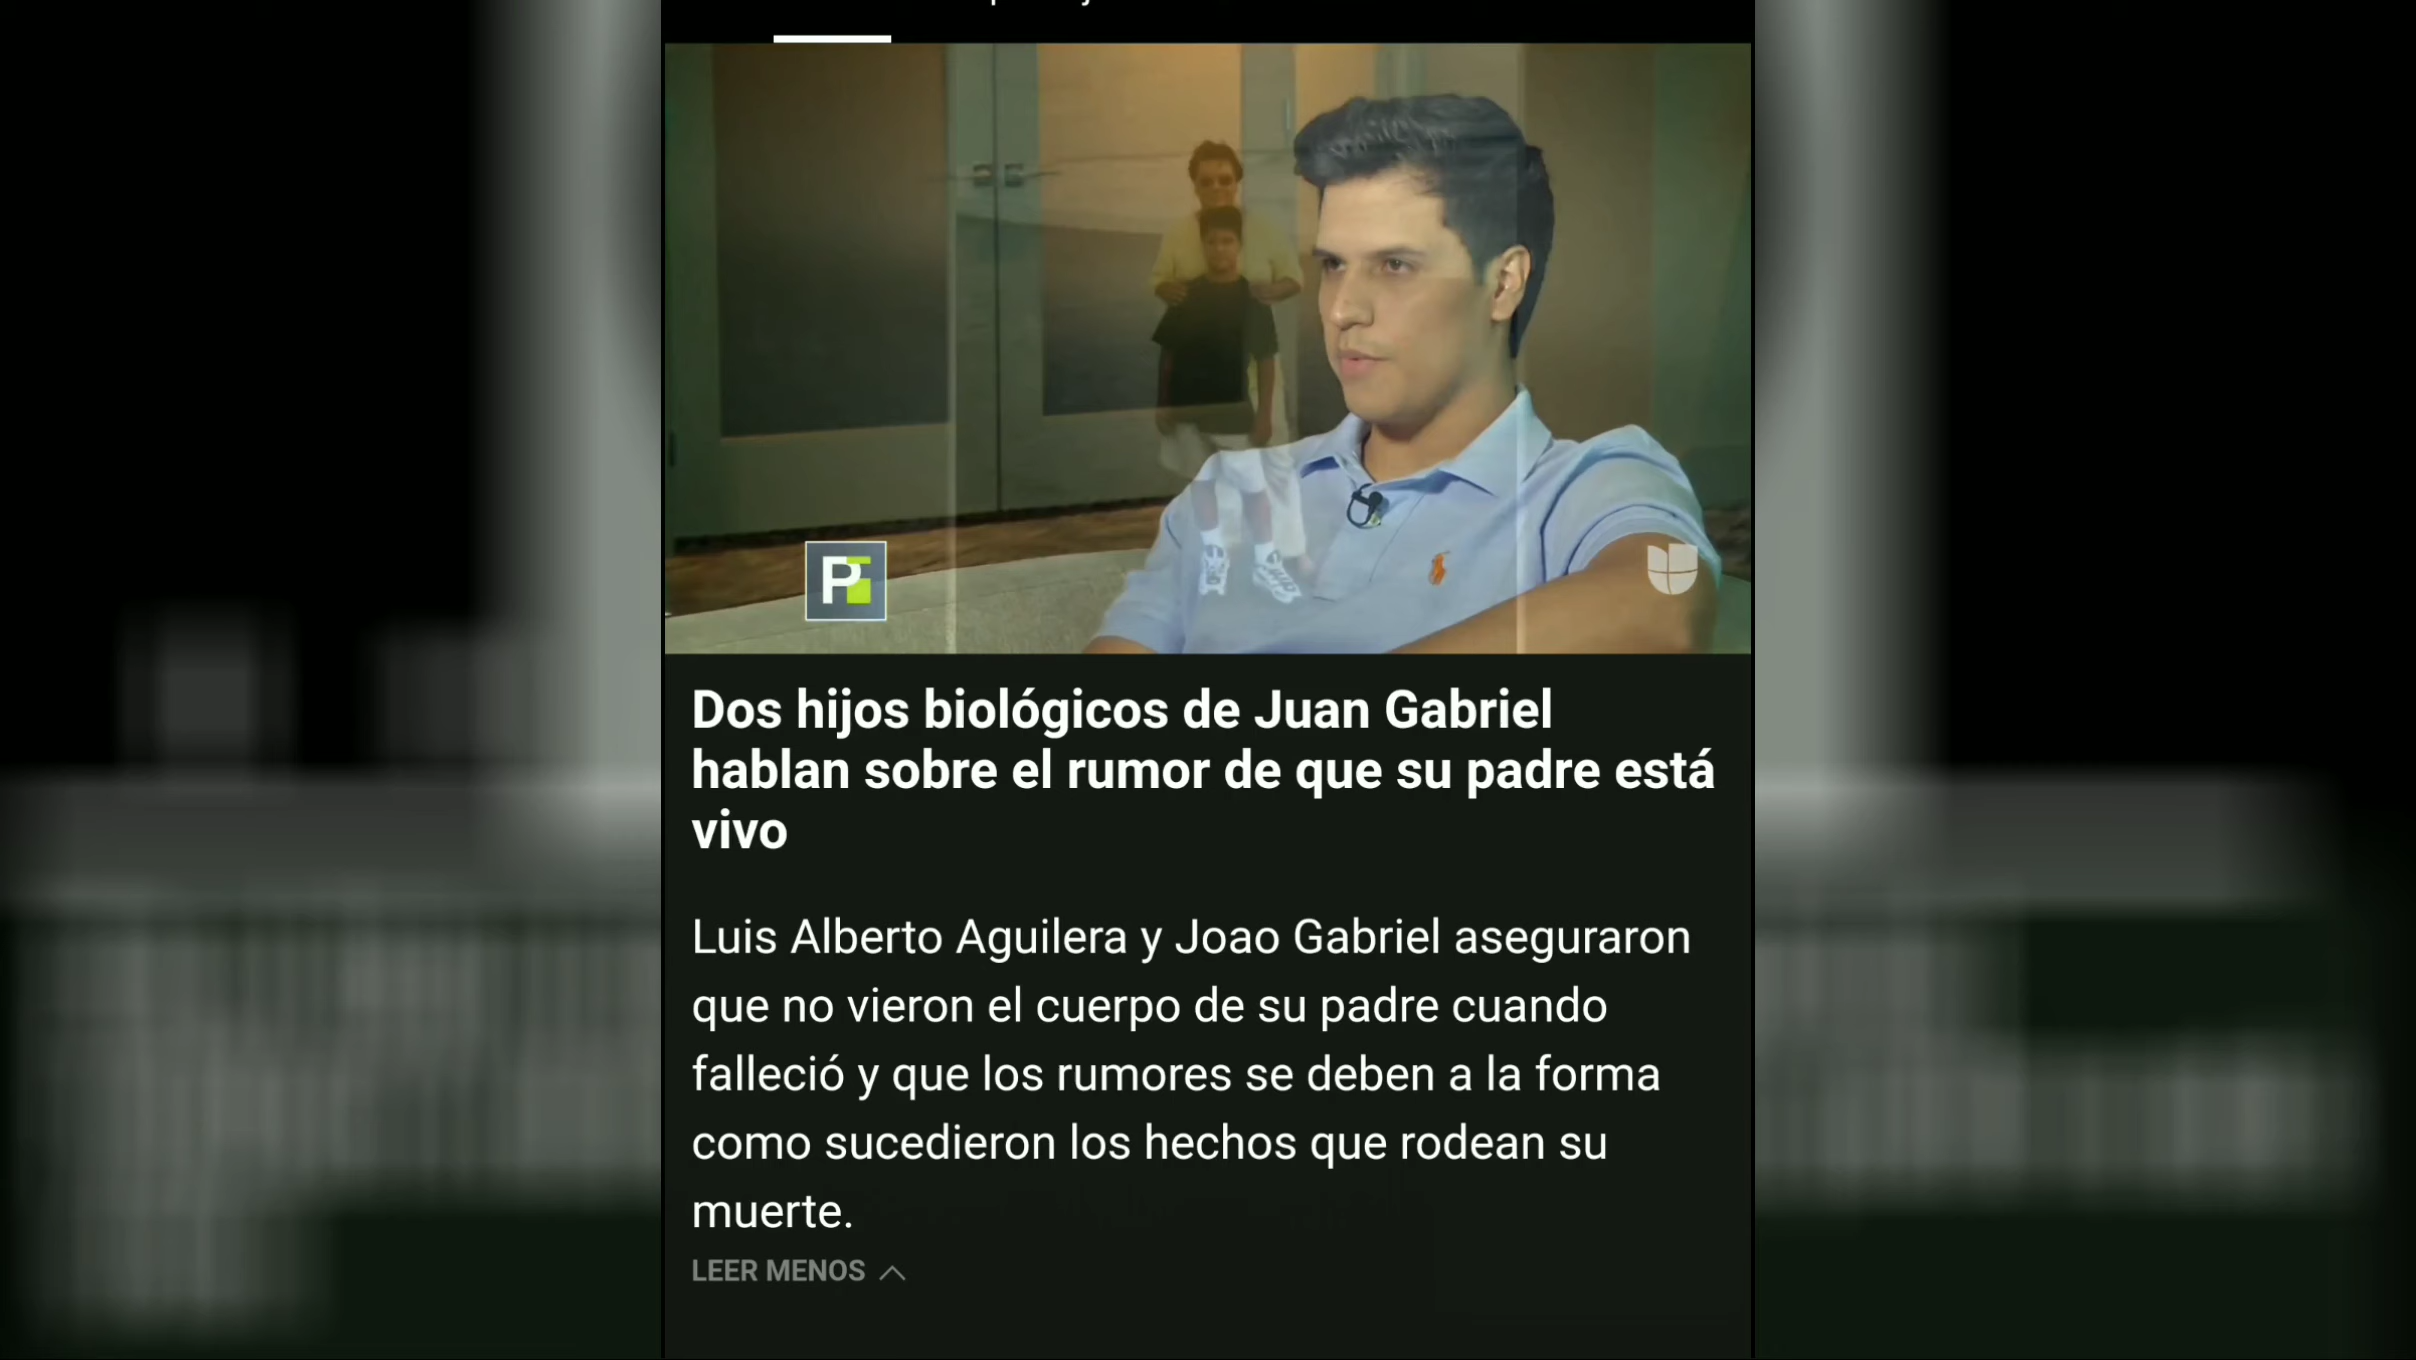 PF
Dos hijos biológicos de Juan Gabriel
hablan sobre el rumor de que su padre está
vivo
Luis Alberto Aguilera y Joao Gabriel aseguraron
que no vieron el cuerpo de su padre cuando
falleció y que los rumores se deben a la forma
como sucedieron los hechos que rodean su
muerte.
LEER MENOS